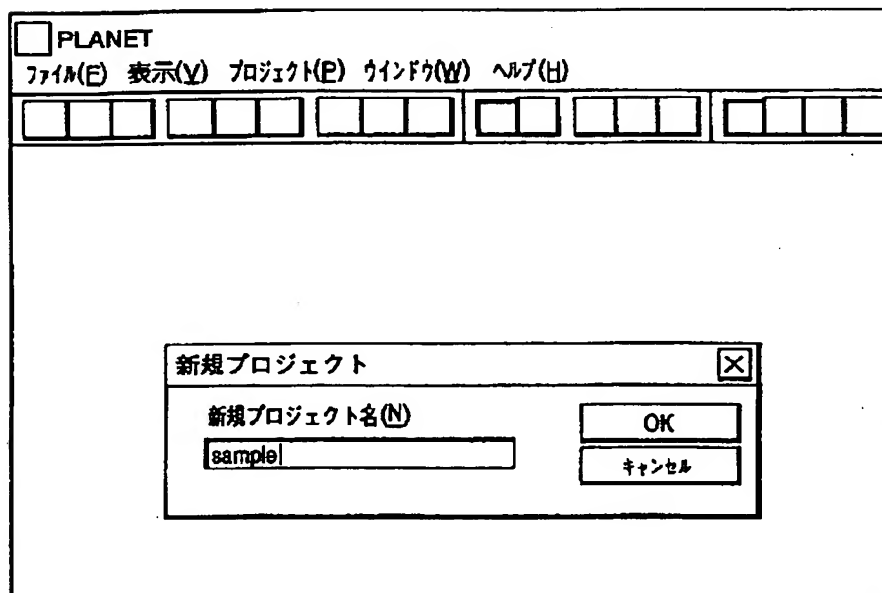 PLANET
ファイル(F) 表示(V) プロジェクト(P) ウインドウ(W) ヘルプ(H)
新規プロジェクト
新規プロジェクト名(N)
OK
sample
キャンセル